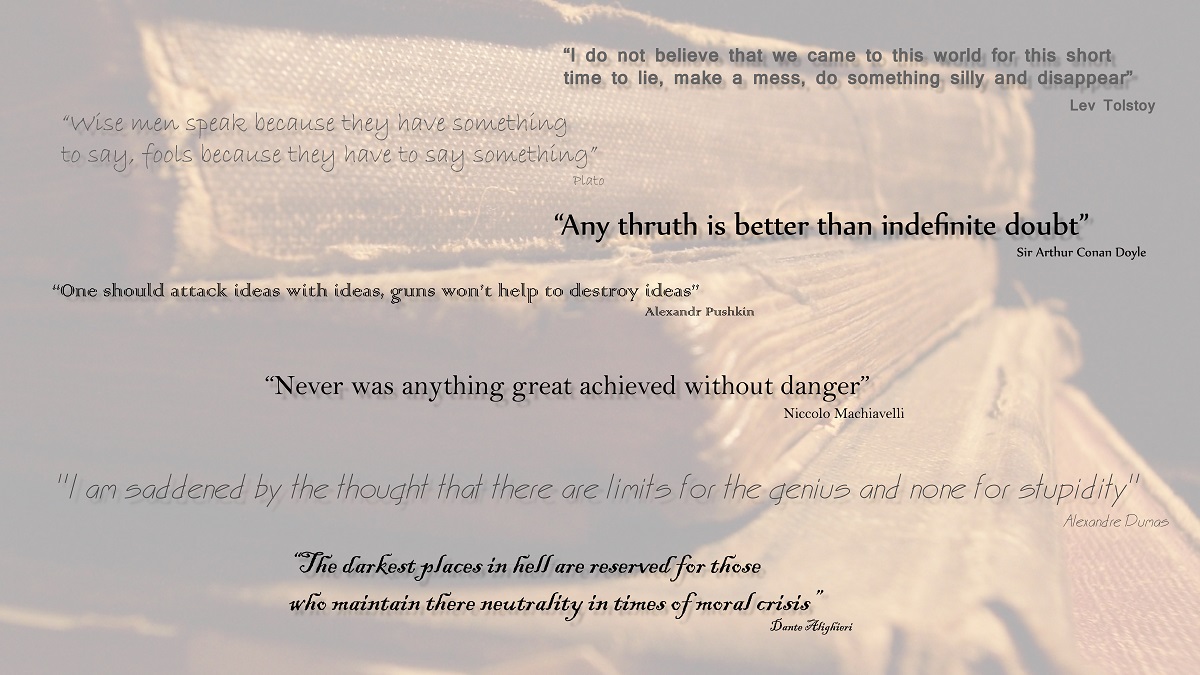 “I do not believe that we came to this world for this short
time to lie, make a mess, do something silly and disappear”
Lev Tolstoy
“Wise men speak because they have something
to say, fools because they have to say something”
Plato
“Any thruth is better than indefinite doubt”
Sir Arthur Conan Doyle
“One should attack ideas with ideas, guns won't help to destroy ideas”
Alexandr Pushkin
“Never was anything great achieved without danger”
Niccolo Machiavelli
"I am saddened by the thought that there are limits for the genius and none for stupidity"
Alexandre Dumas
“The darkest places in hell are reserved for those
who maintain there neutrality in times of moral crisis”
Dante Alighieri